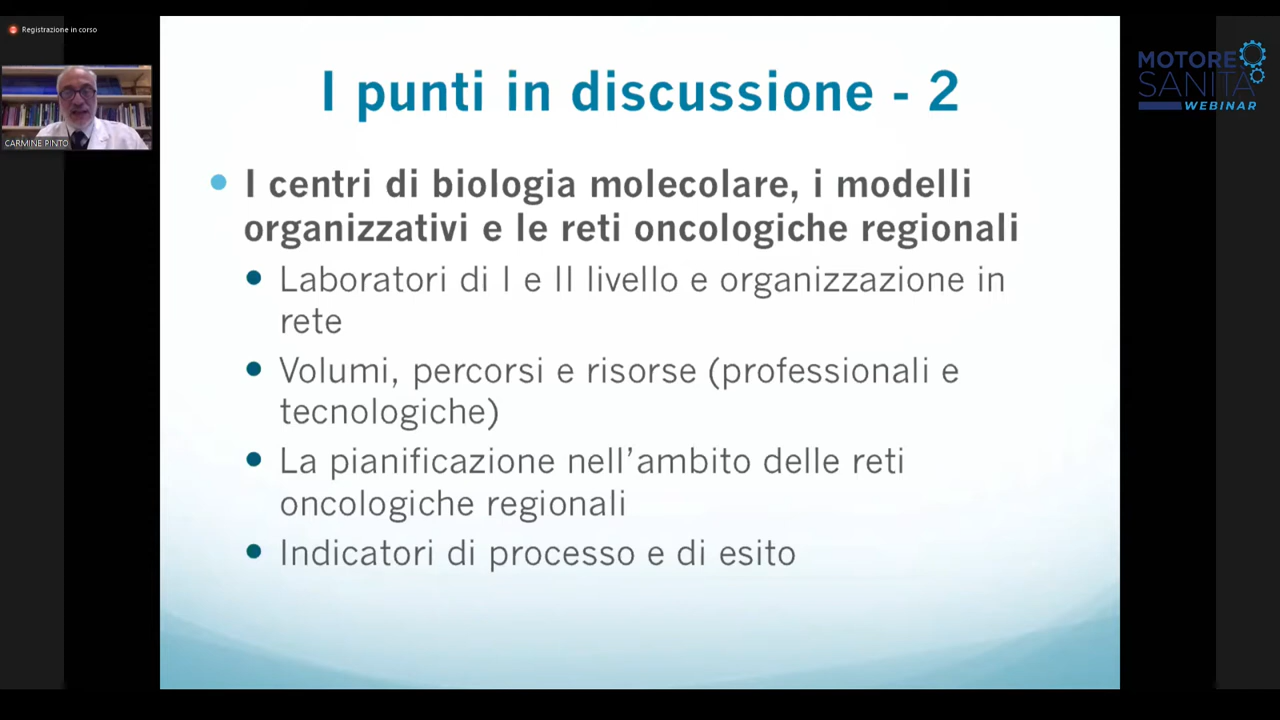 Registrazione in corso
CARMINE PINTO
MOTORE
SANITÀ
WEBINAR
I punti in discussione - 2
I centri di biologia molecolare, i modelli
organizzativi e le reti oncologiche regionali
Laboratori di I e II livello e organizzazione in
rete
Volumi, percorsi e risorse (professionali e
tecnologiche)
La pianificazione nell’ambito delle reti
oncologiche regionali
Indicatori di processo e di esito